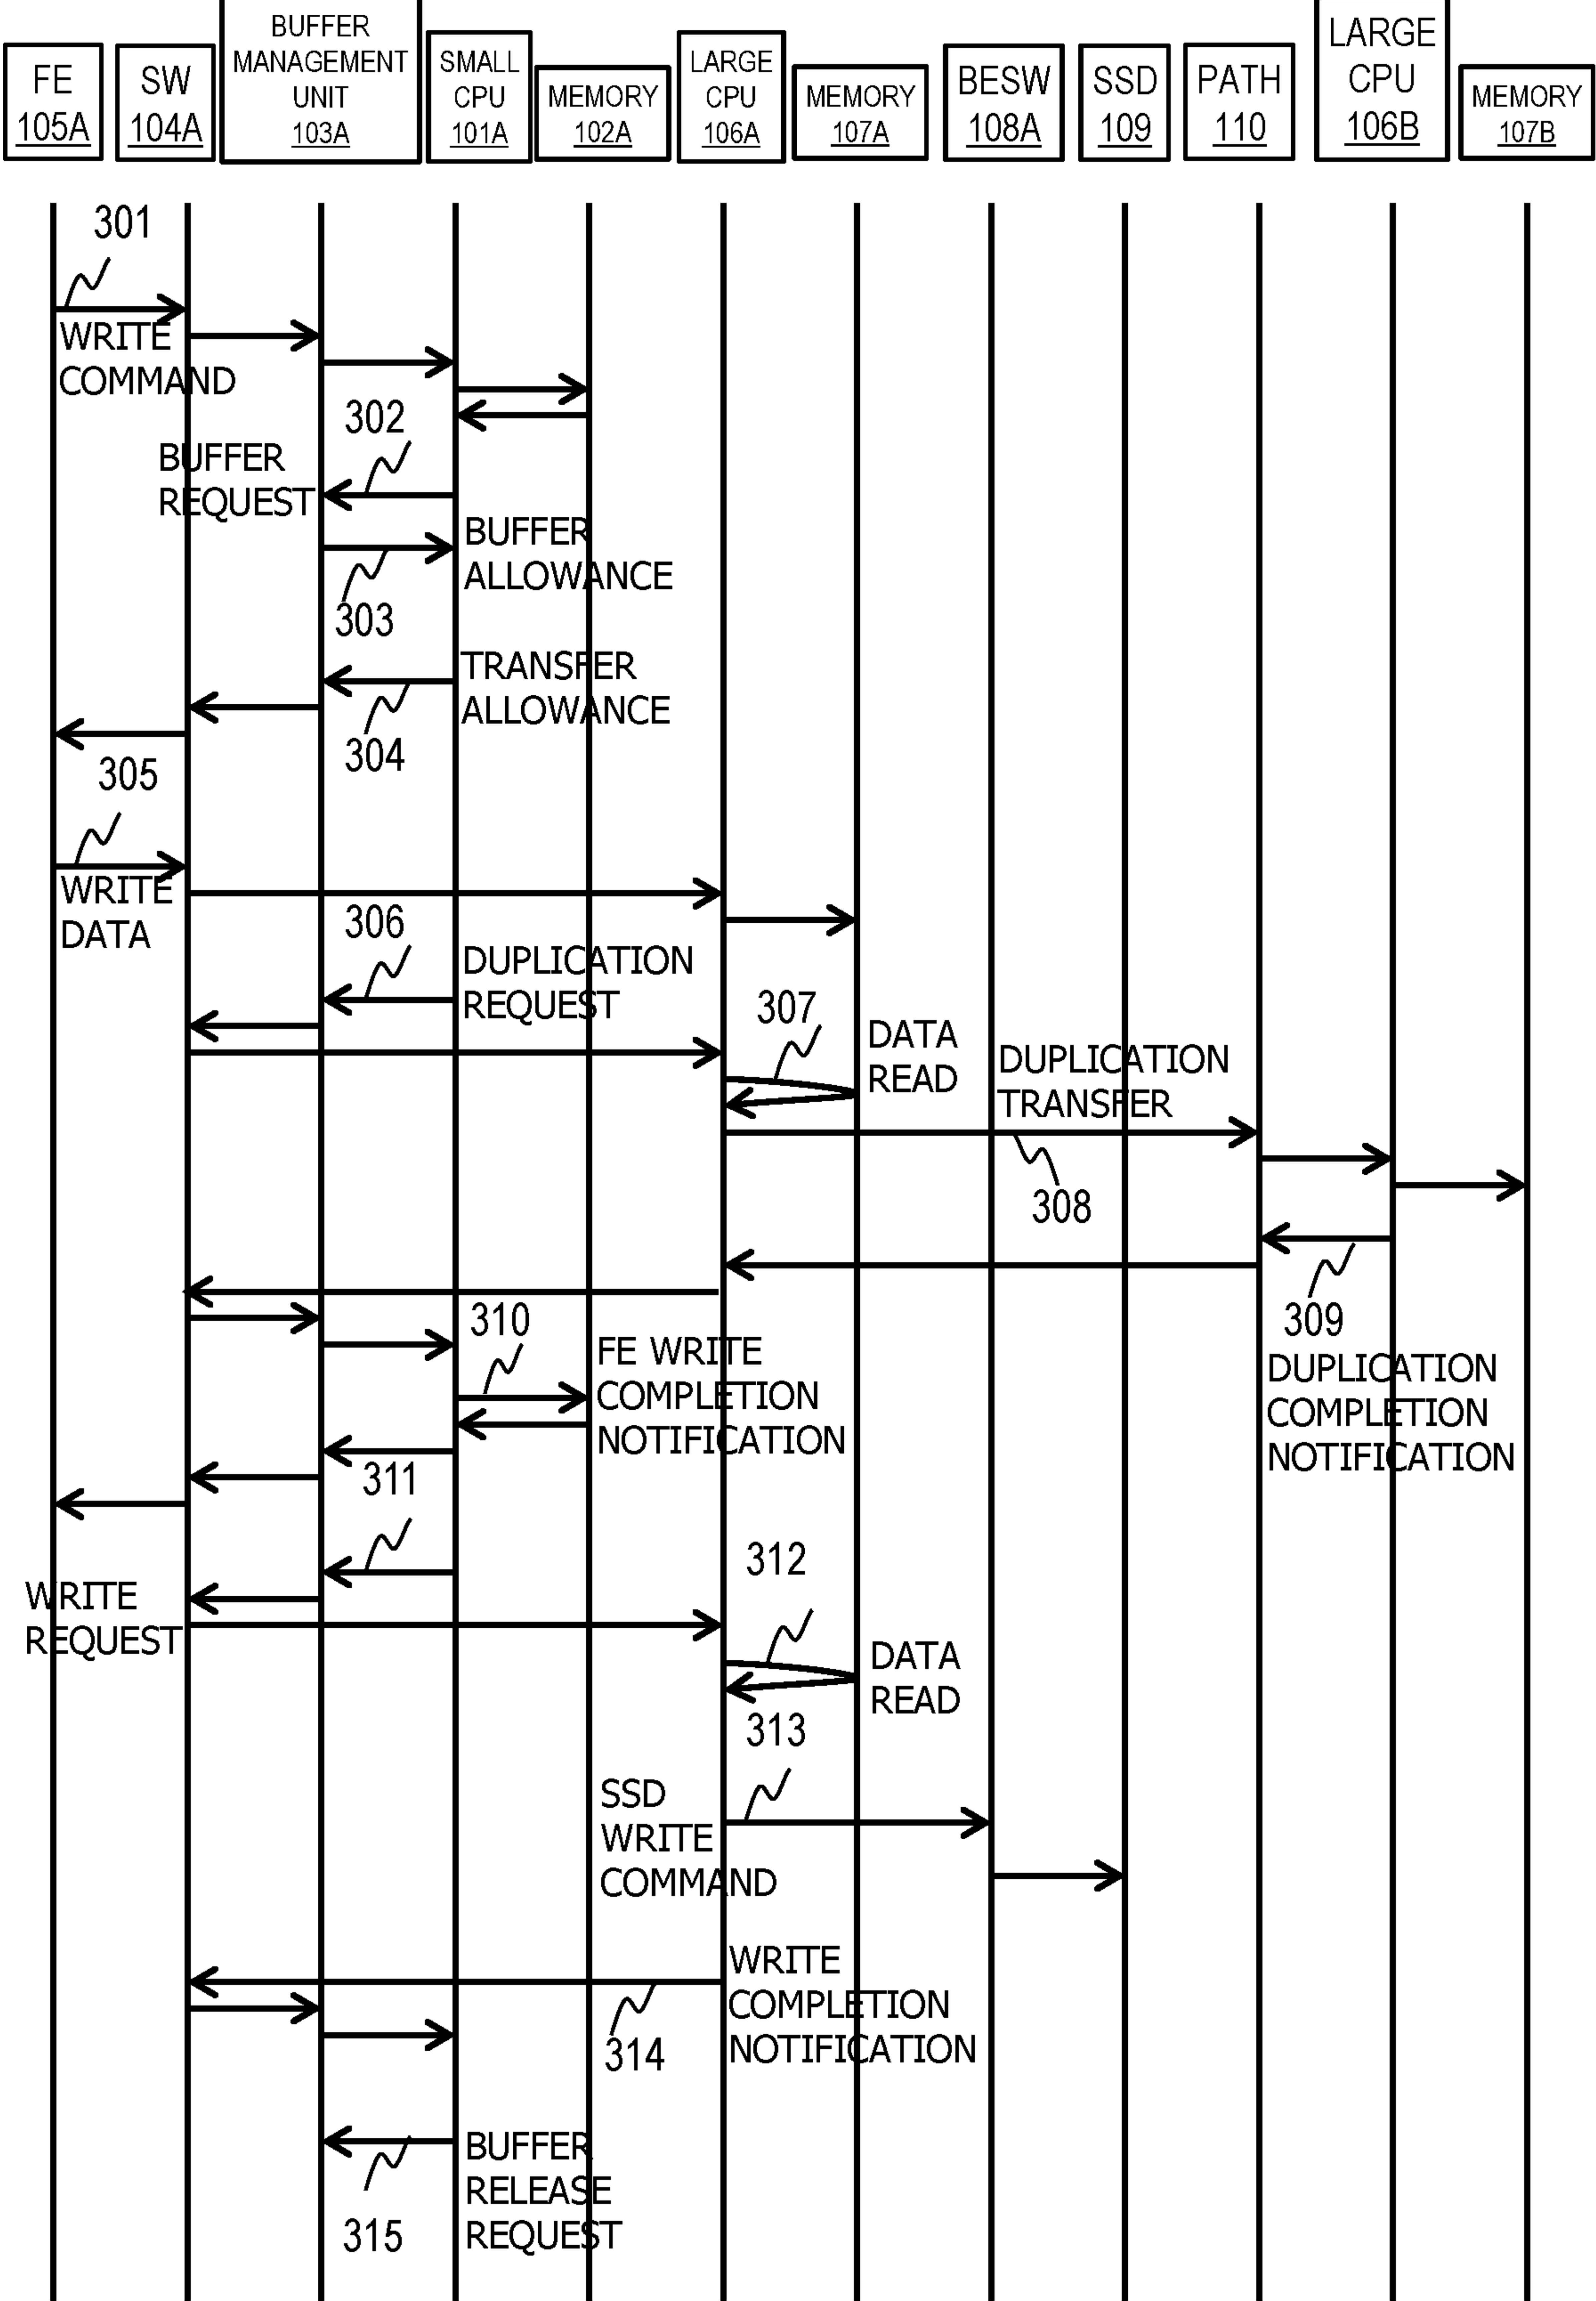 FE
105A
SW
104A
BUFFER
MANAGEMENT
UNIT
103A
SMALL
CPU
101A
MEMORY
102A
LARGE
CPU
106A
MEMORY
107A
BESW
108A
SSD
109
PATH
110
LARGE
CPU
106B
MEMORY
107B
301
WRITE
COMMAND
302
BUFFER
REQUEST
BUFFER
ALLOWANCE
303
TRANSFER
ALLOWANCE
304
305
WRITE
DATA
306
DUPLICATION
REQUEST
307
DATA
READ
DUPLICATION
TRANSFER
308
309
DUPLICATION
COMPLETION
NOTIFICATION
310
FE WRITE
COMPLETION
NOTIFICATION
311
WRITE
REQUEST
312
DATA
READ
313
SSD
WRITE
COMMAND
WRITE
COMPLETION
NOTIFICATION
314
BUFFER
RELEASE
REQUEST
315